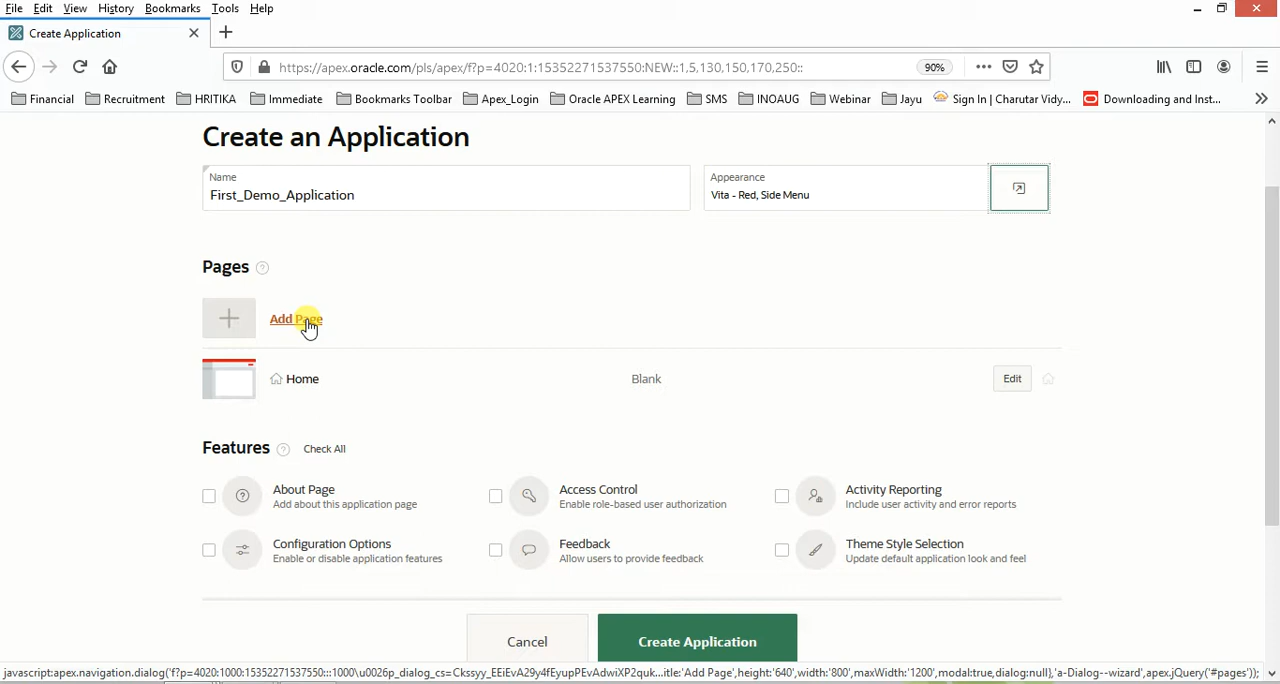 File Edit View History Bookmarks Tools Help
Create Application
https://apex.oracle.com/pls/apex/f?p=4020:1:15352271537550:NEW::1,5,130,150,170,250::
90%
Financial Recruitment HRITIKA Immediate Bookmarks Toolbar Apex_Login Oracle APEX Learning SMS INOAUG Webinar Jayu Sign In | Charutar Vidy... Downloading and Inst...
Create an Application
Name
First_Demo_Application
Appearance
Vita - Red, Side Menu
Pages
Add Page
Home Blank Edit
Features Check All
About Page
Add about this application page
Access Control
Enable role-based user authorization
Activity Reporting
Include user activity and error reports
Configuration Options
Enable or disable application features
Feedback
Allow users to provide feedback
Theme Style Selection
Update default application look and feel
Cancel Create Application
javascript:apex.navigation.dialog('f?p=4020:1000:15352271537550:::1000\u0026p_dialog_cs=Ckssyy_EEiEvA29y4fEyupPEvAdwiXP2quk...itle:'Add Page',height:'640',width:'800',maxWidth:'1200',modal:true,dialog:null},'a-Dialog--wizard',apex.jQuery('#pages'));